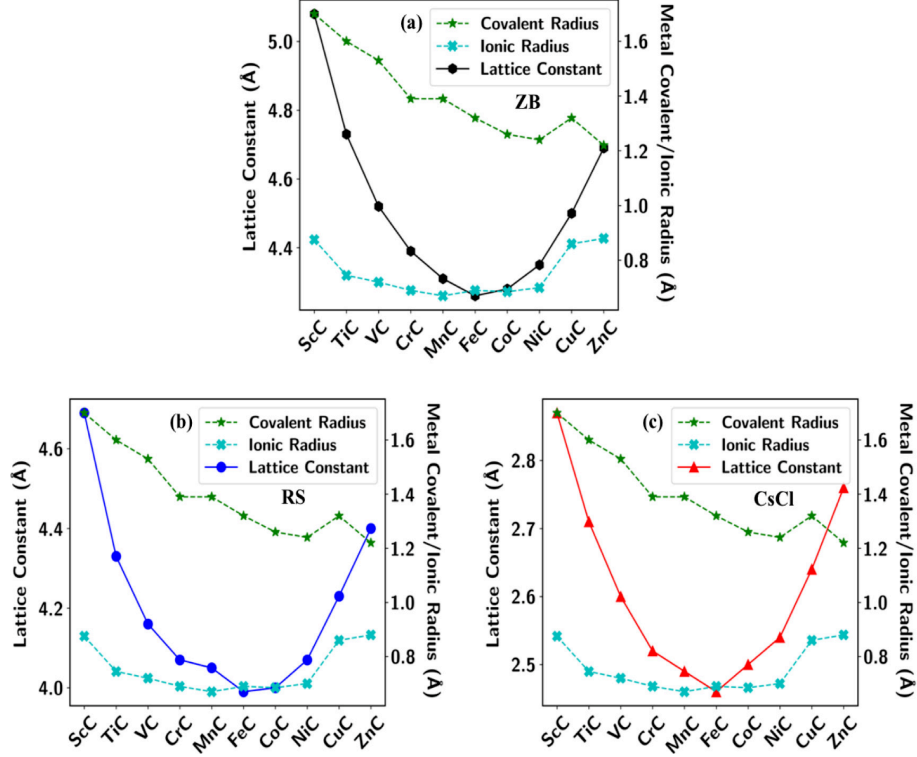 (a)
Covalent Radius
Ionic Radius
Lattice Constant
ZB
Lattice Constant (Å)
5.0
4.8
4.6
4.4
Metal Covalent/Ionic Radius (Å)
1.6
1.4
1.2
1.0
0.8
ScC TiC VC CrC MnC FeC CoC NiC CuC ZnC
(b)
Covalent Radius
Ionic Radius
Lattice Constant
RS
Lattice Constant (Å)
4.6
4.4
4.2
4.0
Metal Covalent/Ionic Radius (Å)
1.6
1.4
1.2
1.0
0.8
ScC TiC VC CrC MnC FeC CoC NiC CuC ZnC
(c)
Covalent Radius
Ionic Radius
Lattice Constant
CsCl
Lattice Constant (Å)
2.8
2.7
2.6
2.5
Metal Covalent/Ionic Radius (Å)
1.6
1.4
1.2
1.0
0.8
ScC TiC VC CrC MnC FeC CoC NiC CuC ZnC